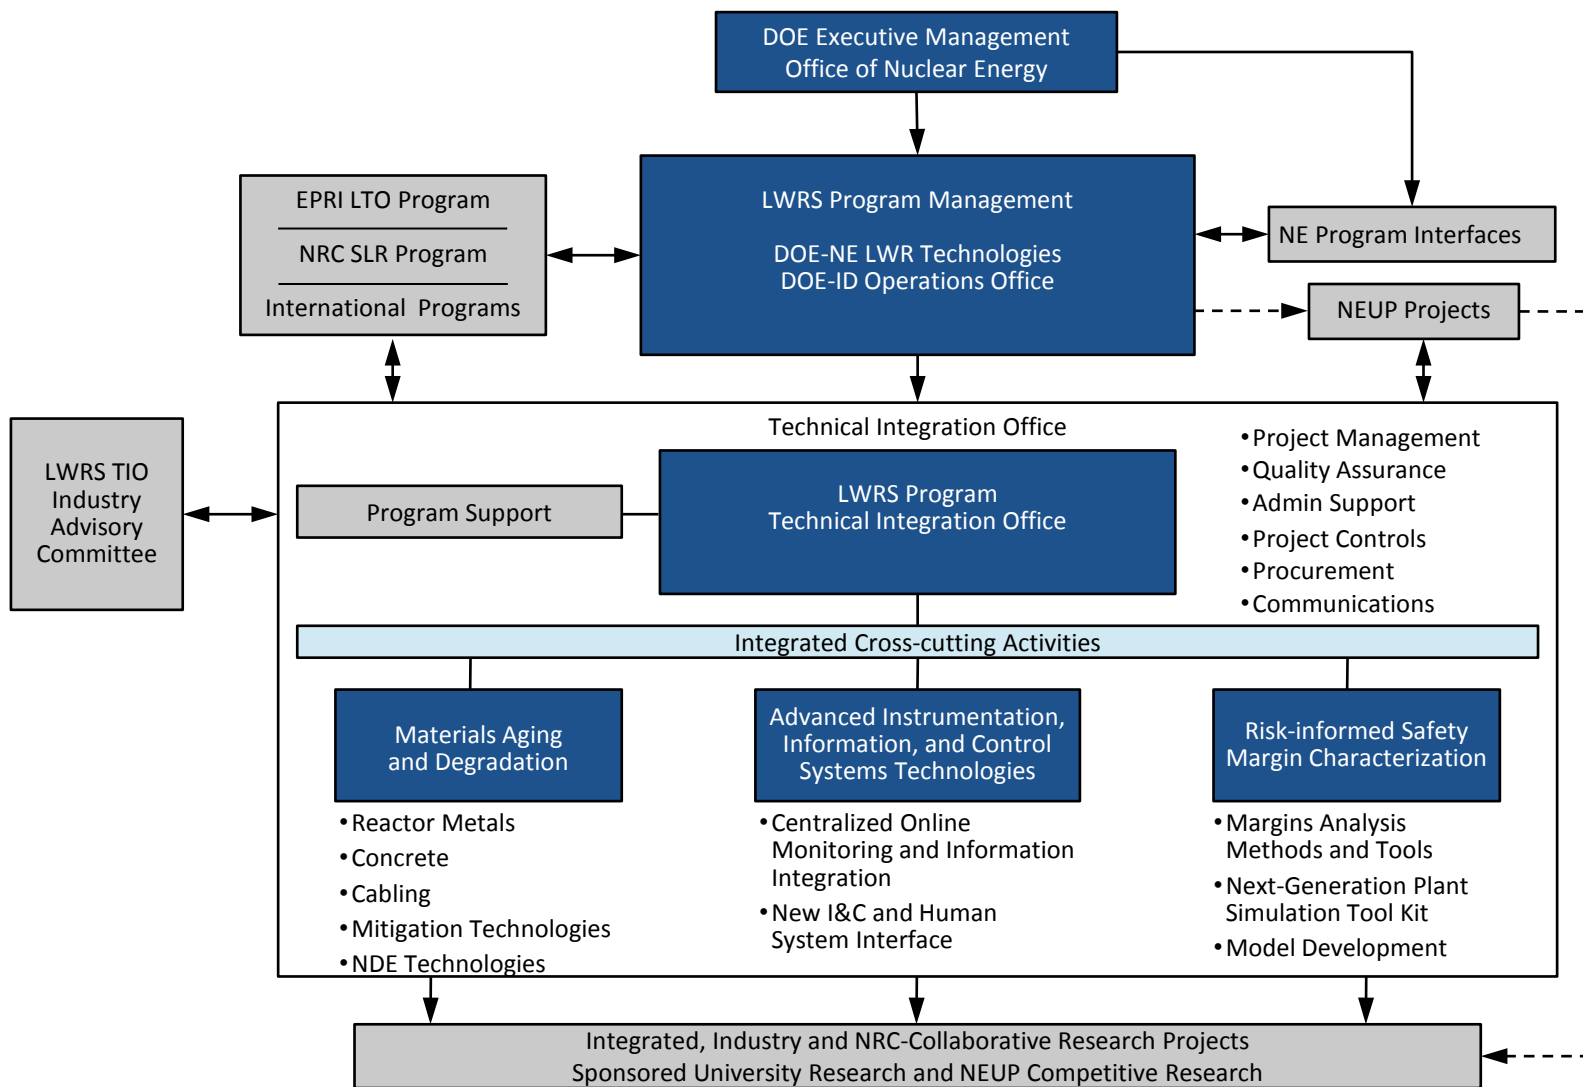 DOE Executive Management
Office of Nuclear Energy
EPRI LTO Program
NRC SLR Program
International Programs
LWRS Program Management
DOE-NE LWR Technologies
DOE-ID Operations Office
NE Program Interfaces
NEUP Projects
LWRS TIO
Industry
Advisory
Committee
Technical Integration Office
Program Support
LWRS Program
Technical Integration Office
•Project Management
•Quality Assurance
•Admin Support
•Project Controls
•Procurement
•Communications
Integrated Cross-cutting Activities
Materials Aging
and Degradation
•Reactor Metals
•Concrete
•Cabling
•Mitigation Technologies
•NDE Technologies
Advanced Instrumentation,
Information, and Control
Systems Technologies
•Centralized Online
Monitoring and Information
Integration
•New I&C and Human
System Interface
Risk-informed Safety
Margin Characterization
•Margins Analysis
Methods and Tools
•Next-Generation Plant
Simulation Tool Kit
•Model Development
Integrated, Industry and NRC-Collaborative Research Projects
Sponsored University Research and NEUP Competitive Research